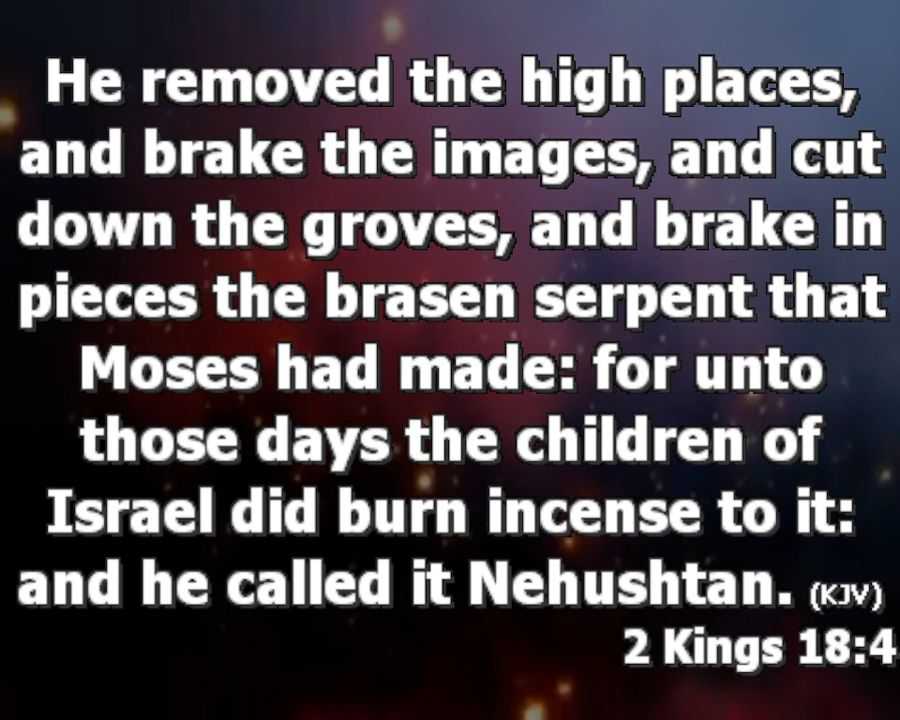 He removed the high places,
and brake the images, and cut
down the groves, and brake in
pieces the brasen serpent that
Moses had made: for unto
those days the children of
Israel did burn incense to it:
and he called it Nehushtan. (KJV)
2 Kings 18:4